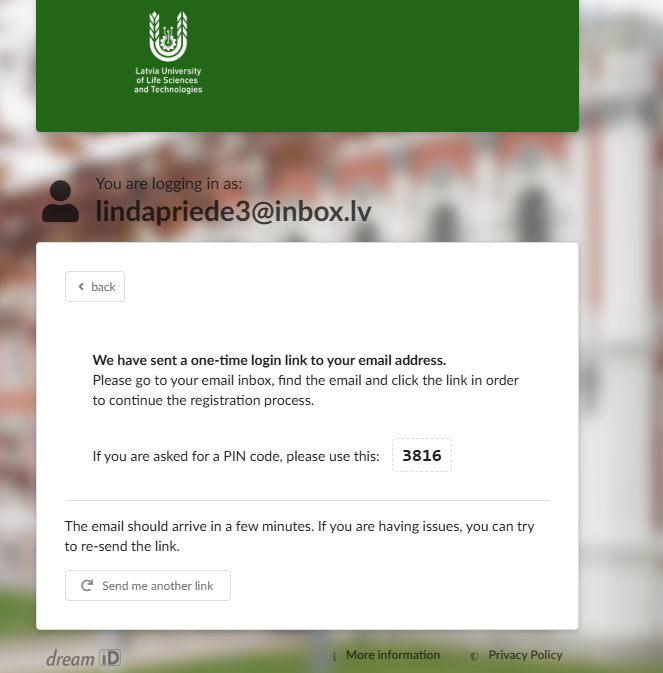 Latvia University
of Life Sciences
and Technologies
You are logging in as:
lindapriede3@inbox.lv
back
We have sent a one-time login link to your email address.
Please go to your email inbox, find the email and click the link in order
to continue the registration process.
If you are asked for a PIN code, please use this: 3816
The email should arrive in a few minutes. If you are having issues, you can try
to re-send the link.
Send me another link
dream iD More information Privacy Policy